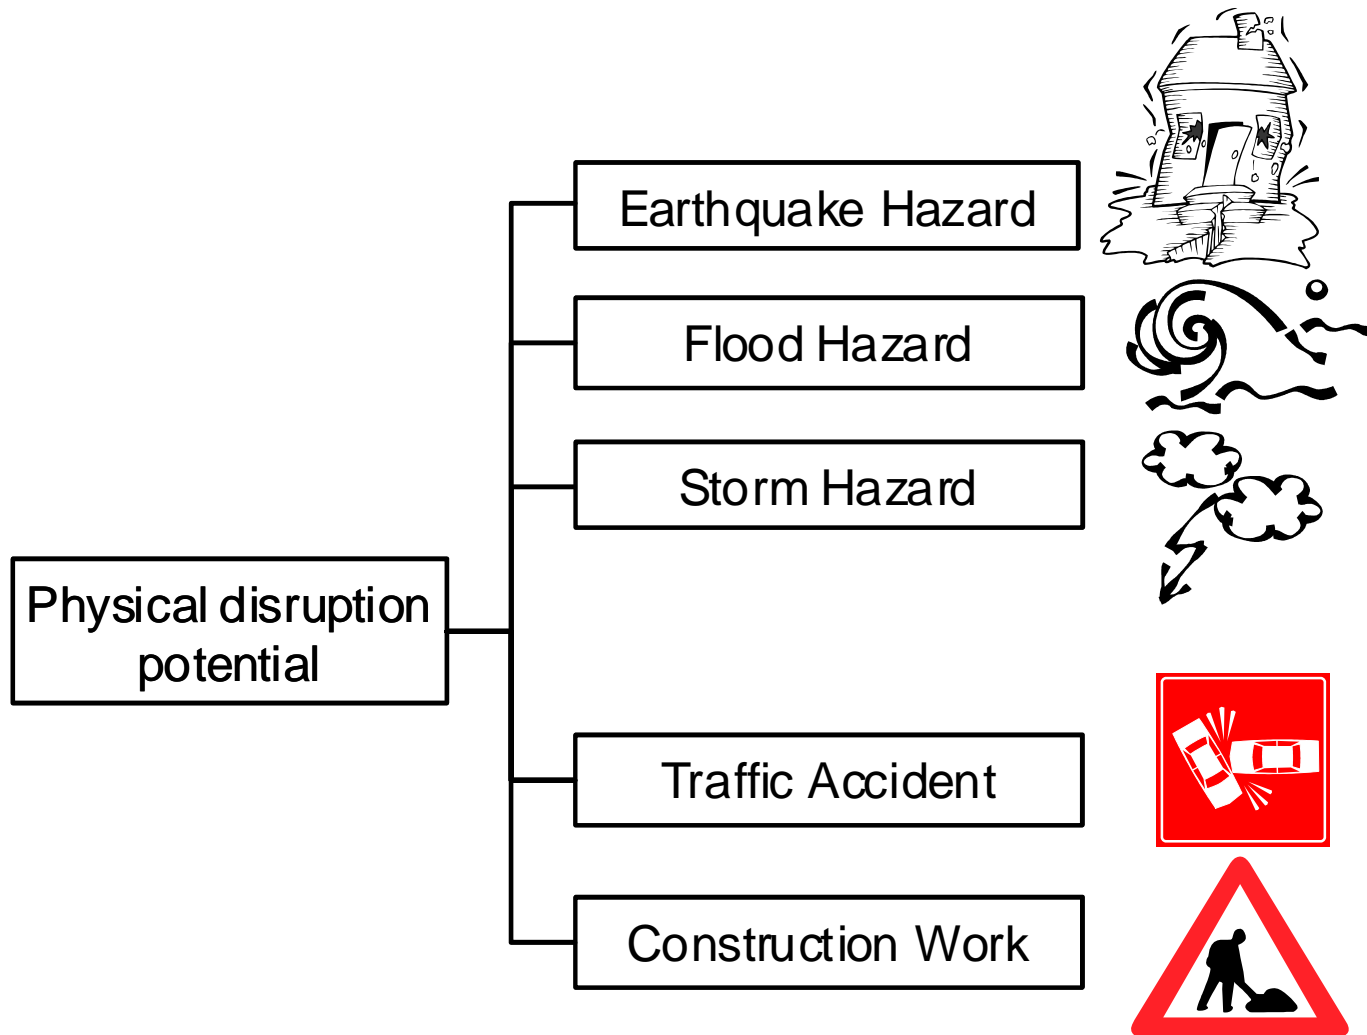 Earthquake Hazard
Flood Hazard
Storm Hazard
Physical disruption
potential
Traffic Accident
Construction Work